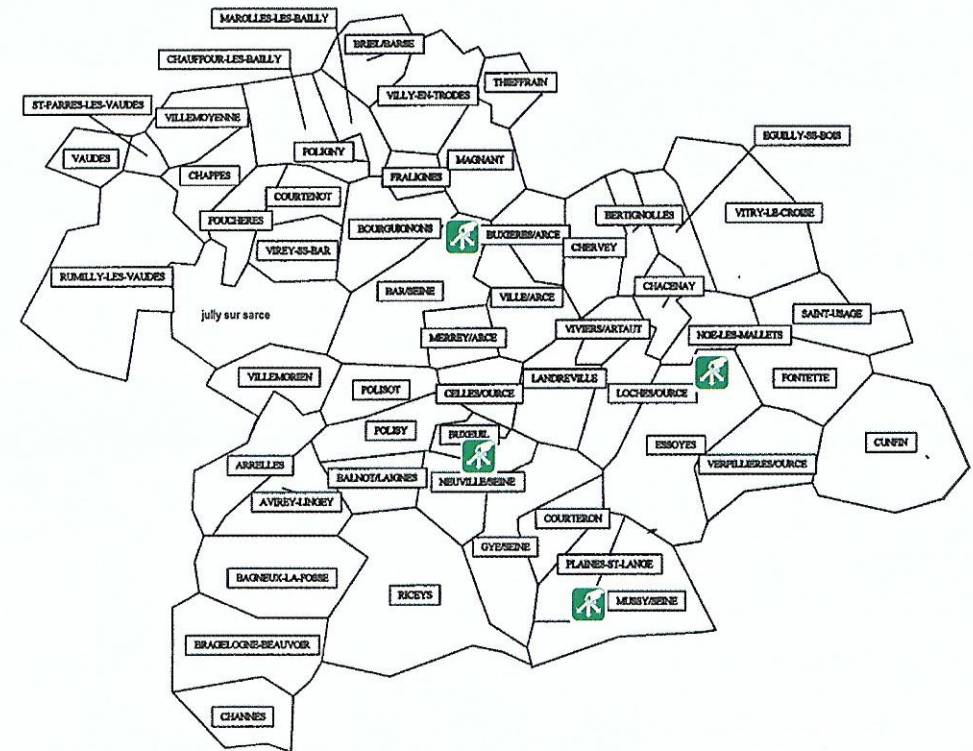 MAROLLES-LES-BAILLY
BRIEL/BARSE
CHAUFFOUR-LES-BAILLY
THIEFFRAIN
VILLY-EN-TRODES
ST-PARRES-LES-VAUDES
VILLEMOYENNE
EGUILLY-SS-BOIS
POLIGNY
VAUDES
MAGNANT
CHAPPES
FRALIGNES
COURTENOT
BERTIGNOLLES
VITRY-LE-CROISE
FOUCHERES
BOURGUIGNONS
BUXIERES/ARCE
VIREY-SS-BAR
CHERVEY
RUMILLY-LES-VAUDES
CHACENAY
BAR/SEINE
VILLE/ARCE
jully sur sarce
SAINT-USAGE
VIVIERS/ARTAUT
NOE-LES-MALLETS
MERREY/ARCE
VILLEMORIEN
LANDREVILLE
FONTETTE
POLISOT
CELLES/OURCE
LOCHES/OURCE
POLISY
BUXEUIL
ESSOYES
CUNFIN
ARRELLES
VERPILLIERES/OURCE
BALNOT/LAIGNES
NEUVILLE/SEINE
AVIREY-LINGEY
COURTERON
GYE/SEINE
PLAINES-ST-LANGE
BAGNEUX-LA-FOSSE
RICEYS
MUSSY/SEINE
BRAGELOGNE-BEAUVOIR
CHANNES